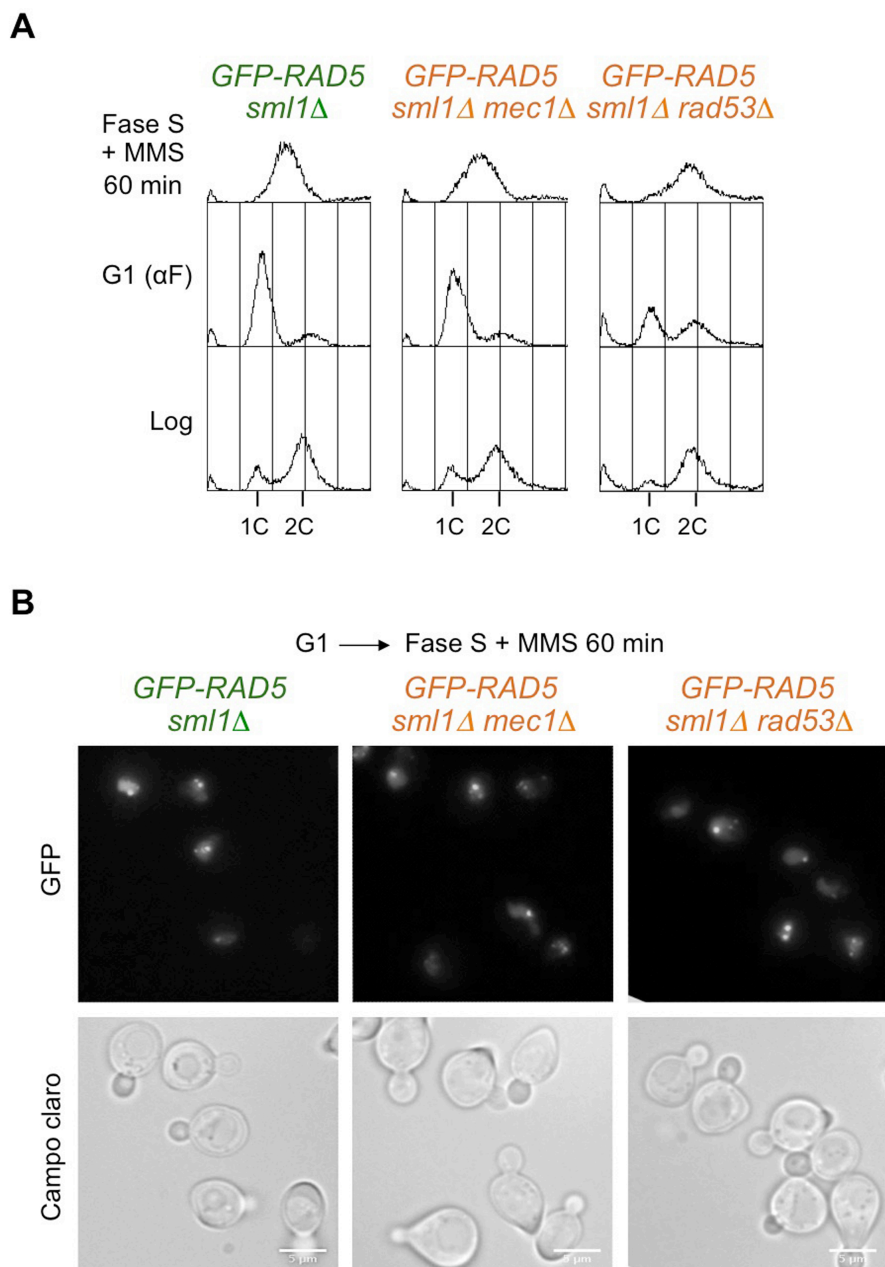 A
GFP-RAD5
sml1Δ
GFP-RAD5
sml1Δ mec1Δ
GFP-RAD5
sml1Δ rad53Δ
Fase S
+ MMS
60 min
G1 (αF)
Log
1C 2C
1C 2C
1C 2C
B
G1 → Fase S + MMS 60 min
GFP-RAD5
sml1Δ
GFP-RAD5
sml1Δ mec1Δ
GFP-RAD5
sml1Δ rad53Δ
GFP
Campo claro
5 µm
5 µm
5 µm